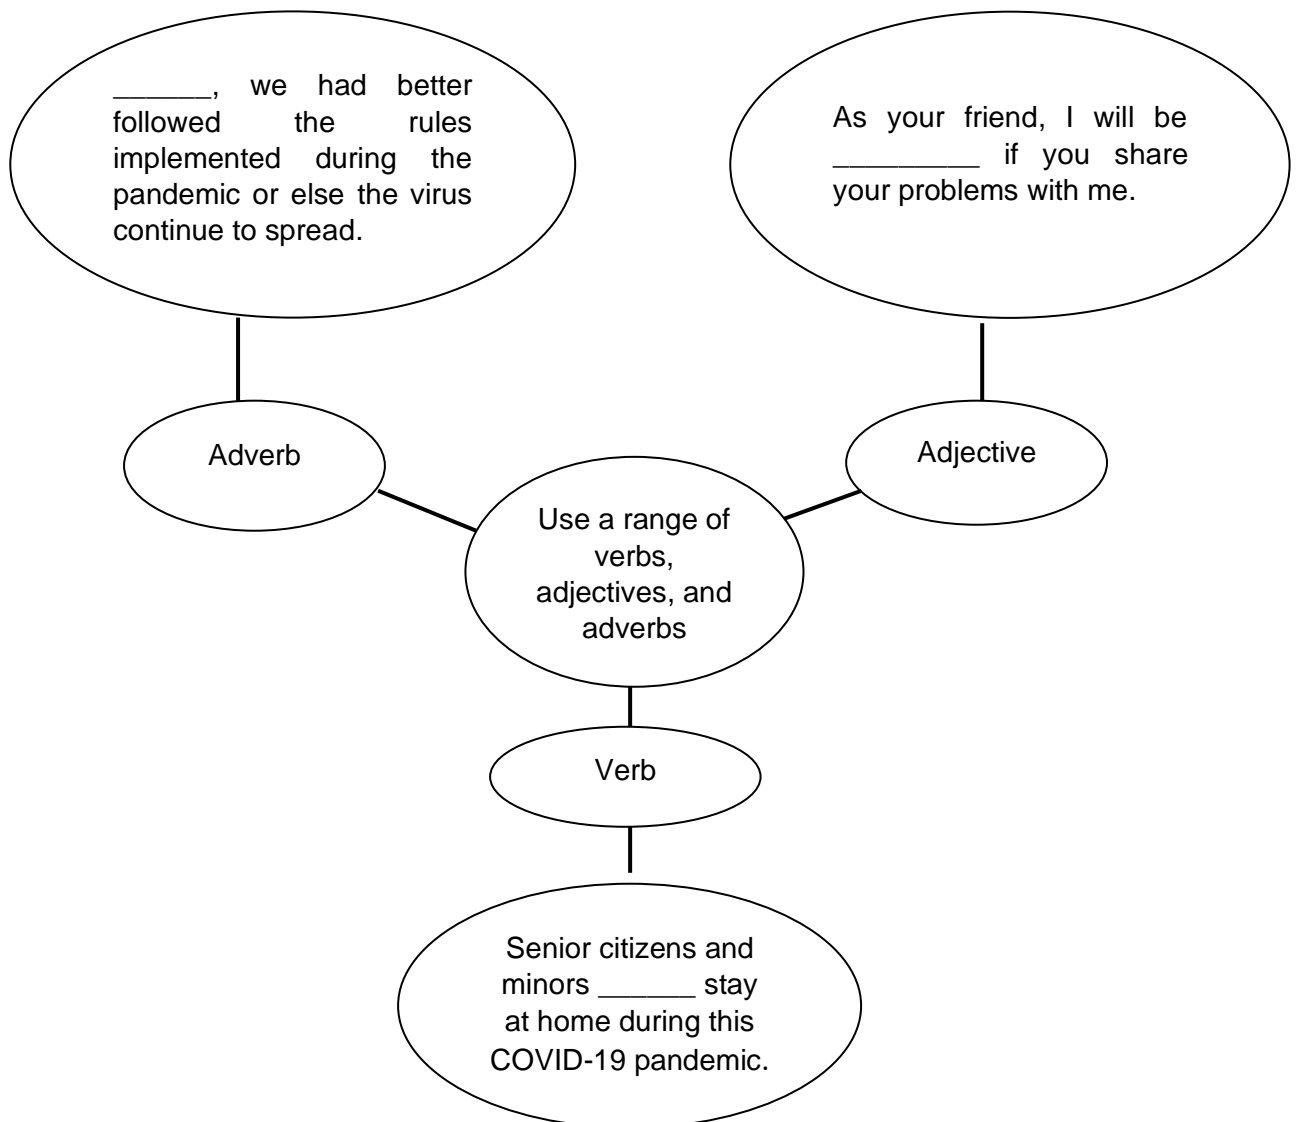 ______, we had better
followed the rules
implemented during the
pandemic or else the virus
continue to spread.
As your friend, I will be
_________ if you share
your problems with me.
Adverb
Adjective
Use a range of
verbs,
adjectives, and
adverbs
Verb
Senior citizens and
minors ______ stay
at home during this
COVID-19 pandemic.